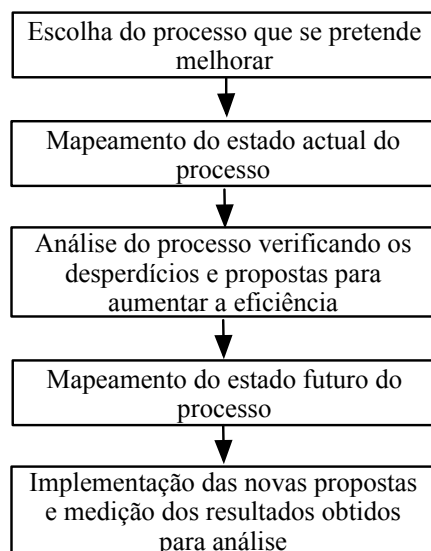 Escolha do processo que se pretende
melhorar
Mapeamento do estado actual do
processo
Análise do processo verificando os
desperdícios e propostas para
aumentar a eficiência
Mapeamento do estado futuro do
processo
Implementação das novas propostas
e medição dos resultados obtidos
para análise